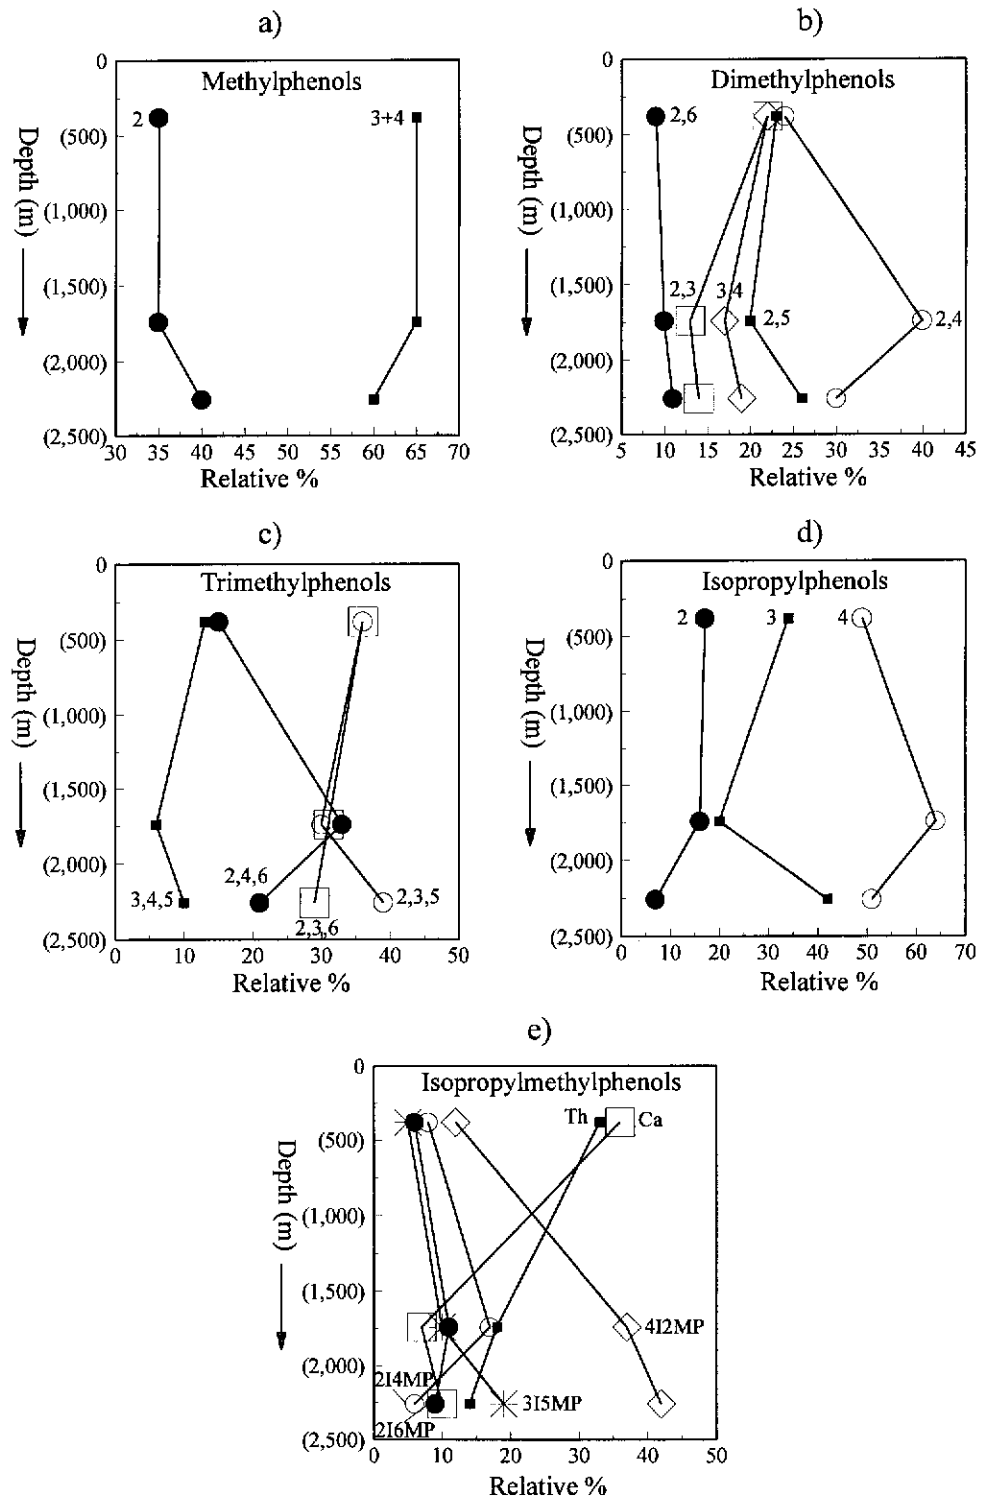 a)
Methylphenols
0
(500)
(1,000)
(1,500)
(2,000)
(2,500)
Depth (m)
2
3+4
30 35 40 45 50 55 60 65 70
Relative %
b)
Dimethylphenols
0
(500)
(1,000)
(1,500)
(2,000)
(2,500)
Depth (m)
2,6
2,3
3,4
2,5
2,4
5 10 15 20 25 30 35 40 45
Relative %
c)
Trimethylphenols
0
(500)
(1,000)
(1,500)
(2,000)
(2,500)
Depth (m)
3,4,5
2,4,6
2,3,6
2,3,5
0 10 20 30 40 50
Relative %
d)
Isopropylphenols
0
(500)
(1,000)
(1,500)
(2,000)
(2,500)
Depth (m)
2
3
4
0 10 20 30 40 50 60 70
Relative %
e)
Isopropylmethylphenols
0
(500)
(1,000)
(1,500)
(2,000)
(2,500)
Depth (m)
Th
Ca
4I2MP
2I4MP
3I5MP
2I6MP
0 10 20 30 40 50
Relative %